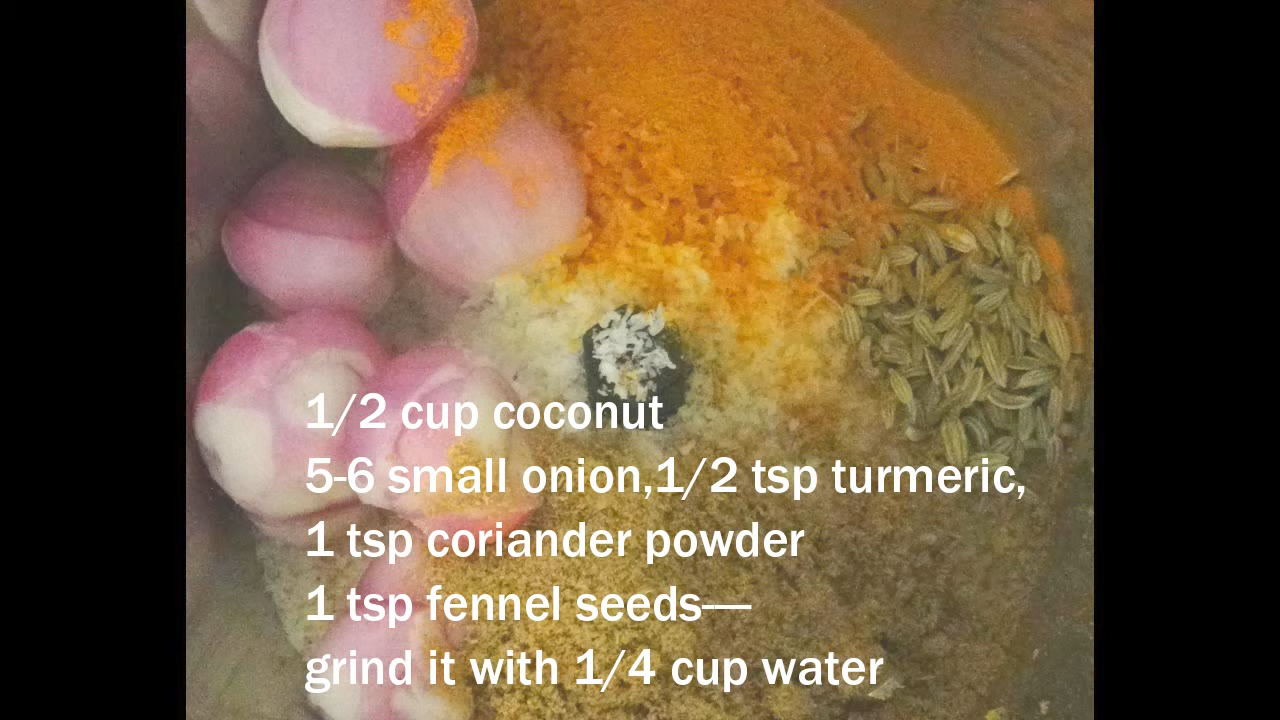 1/2 cup coconut
5-6 small onion,1/2 tsp turmeric,
1 tsp coriander powder
1 tsp fennel seeds—
grind it with 1/4 cup water